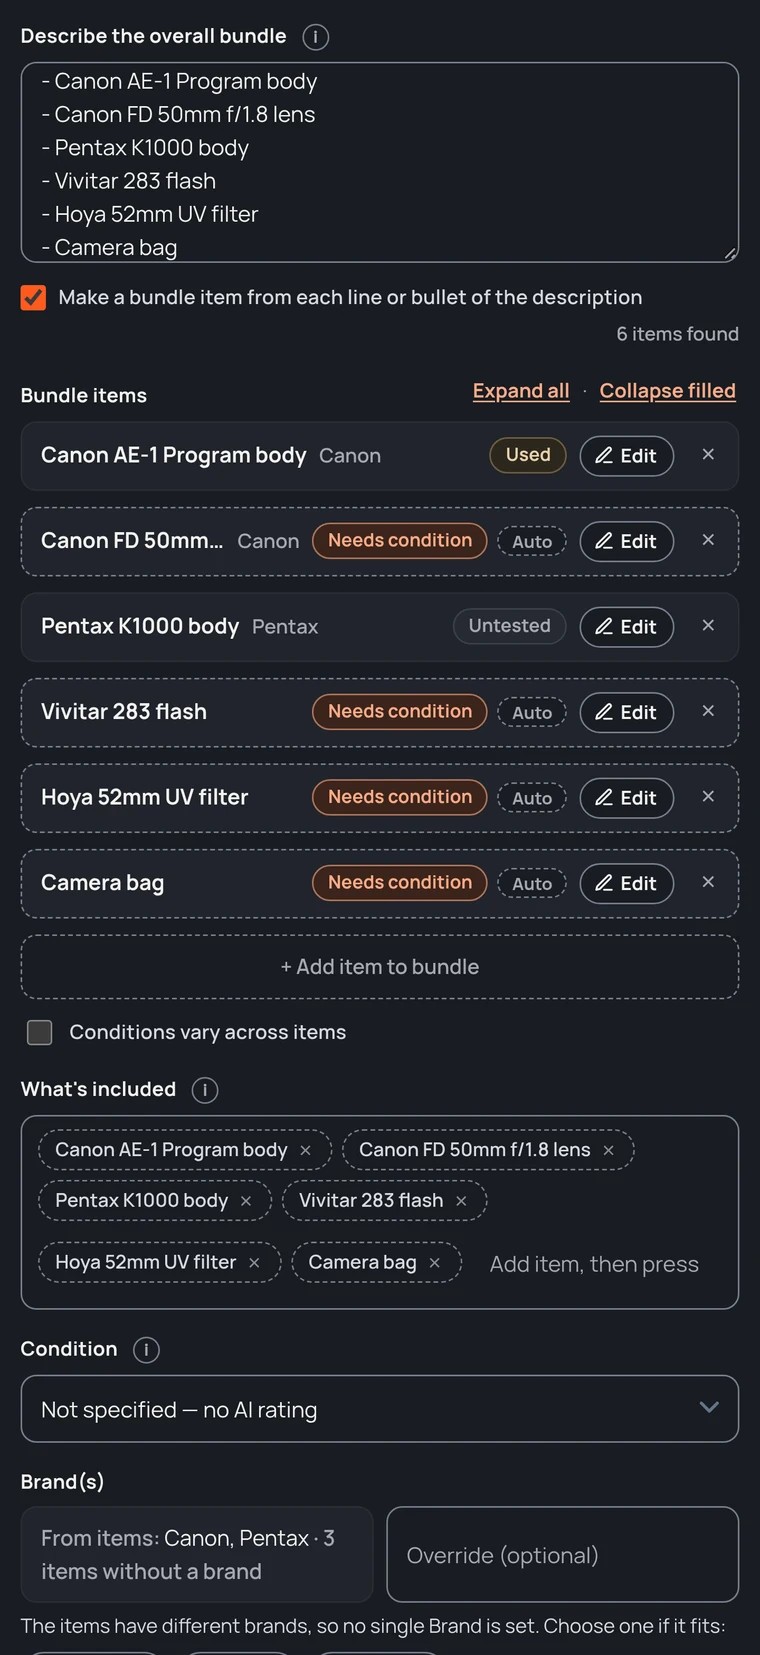 Describe the overall bundle i
- Canon AE-1 Program body
- Canon FD 50mm f/1.8 lens
- Pentax K1000 body
- Vivitar 283 flash
- Hoya 52mm UV filter
- Camera bag
Make a bundle item from each line or bullet of the description
6 items found
Bundle items Expand all · Collapse filled
Canon AE-1 Program body Canon Used Edit ×
Canon FD 50mm... Canon Needs condition Auto Edit ×
Pentax K1000 body Pentax Untested Edit ×
Vivitar 283 flash Needs condition Auto Edit ×
Hoya 52mm UV filter Needs condition Auto Edit ×
Camera bag Needs condition Auto Edit ×
+ Add item to bundle
Conditions vary across items
What's included i
Canon AE-1 Program body × Canon FD 50mm f/1.8 lens ×
Pentax K1000 body × Vivitar 283 flash ×
Hoya 52mm UV filter × Camera bag × Add item, then press
Condition i
Not specified — no AI rating
Brand(s)
From items: Canon, Pentax · 3
items without a brand
Override (optional)
The items have different brands, so no single Brand is set. Choose one if it fits: